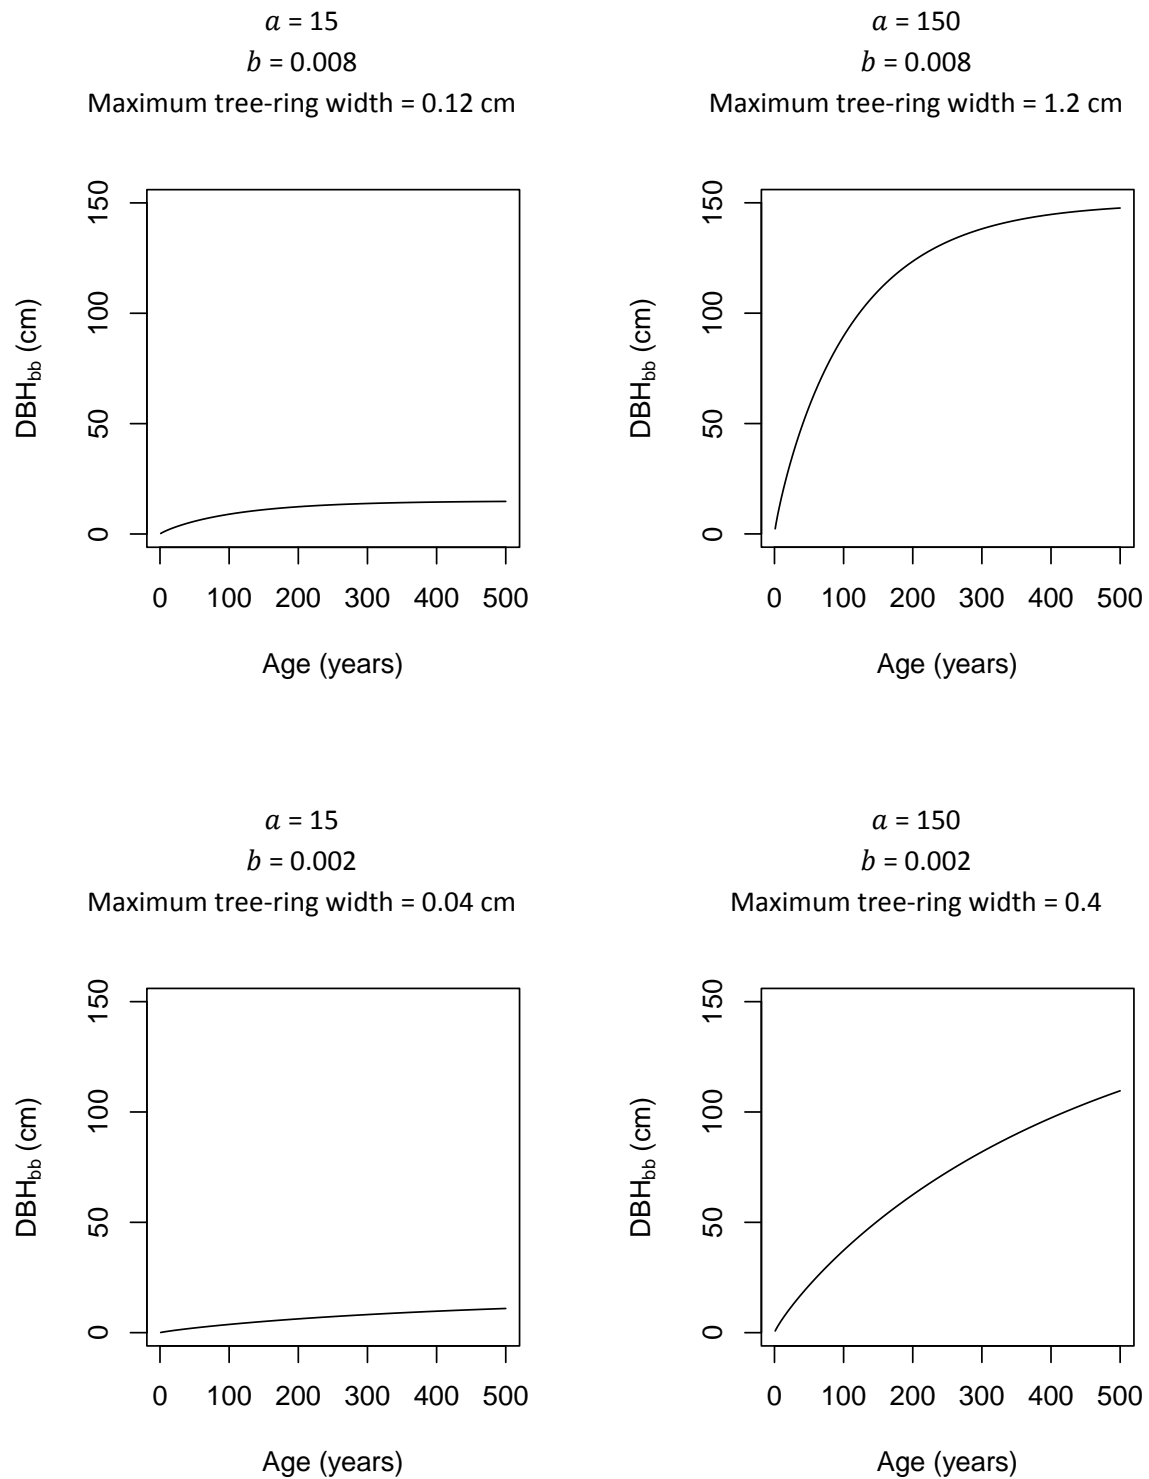 a = 15
b = 0.008
Maximum tree-ring width = 0.12 cm
150
100
50
0
DBHbb (cm)
0 100 200 300 400 500
Age (years)
a = 150
b = 0.008
Maximum tree-ring width = 1.2 cm
150
100
50
0
DBHbb (cm)
0 100 200 300 400 500
Age (years)
a = 15
b = 0.002
Maximum tree-ring width = 0.04 cm
150
100
50
0
DBHbb (cm)
0 100 200 300 400 500
Age (years)
a = 150
b = 0.002
Maximum tree-ring width = 0.4
150
100
50
0
DBHbb (cm)
0 100 200 300 400 500
Age (years)